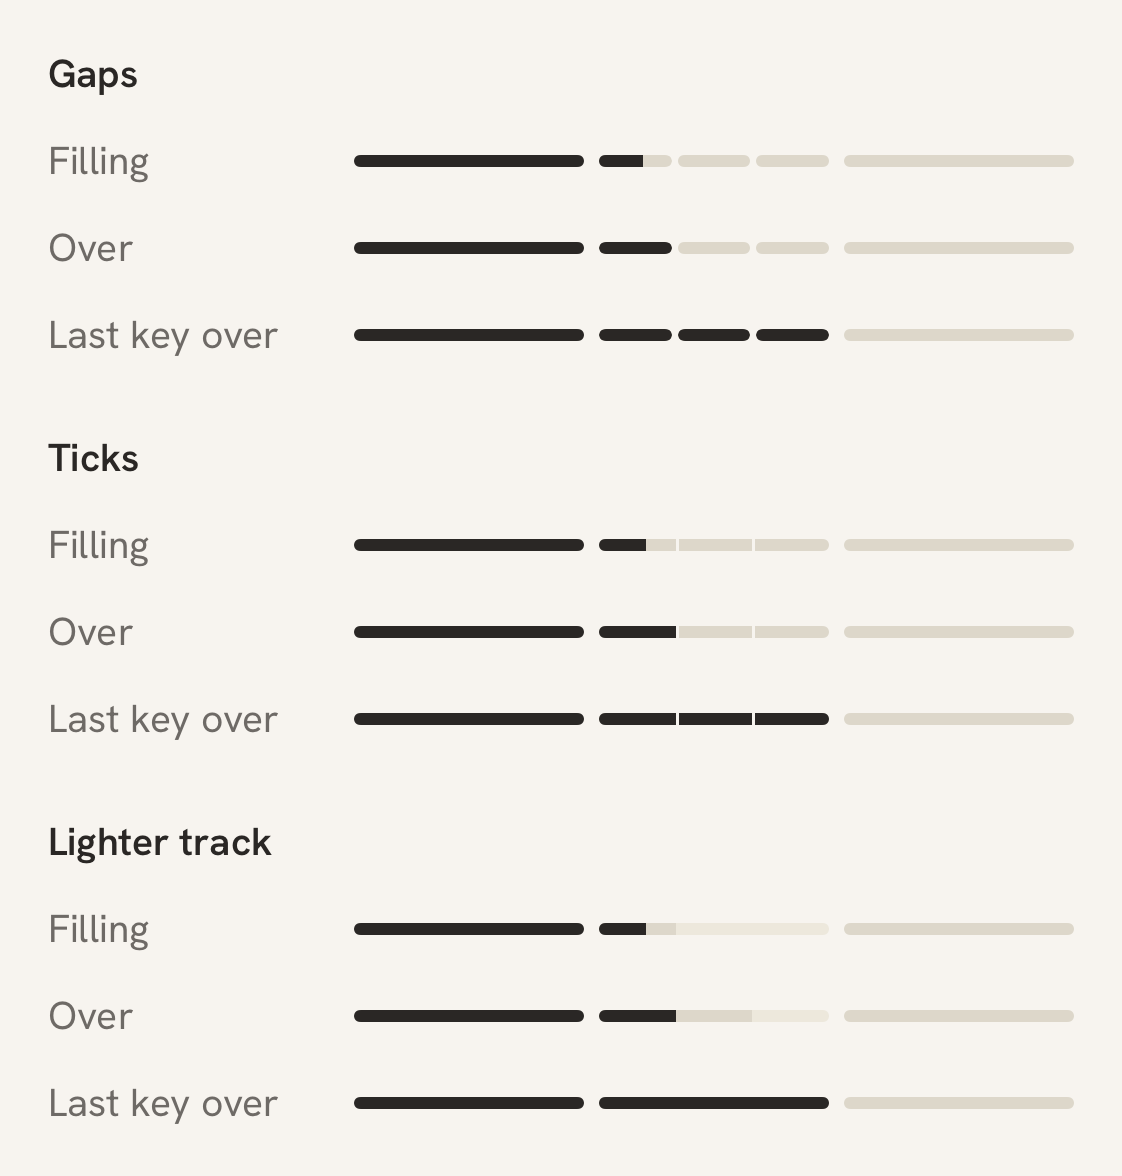 Gaps
Filling
Over
Last key over
Ticks
Filling
Over
Last key over
Lighter track
Filling
Over
Last key over